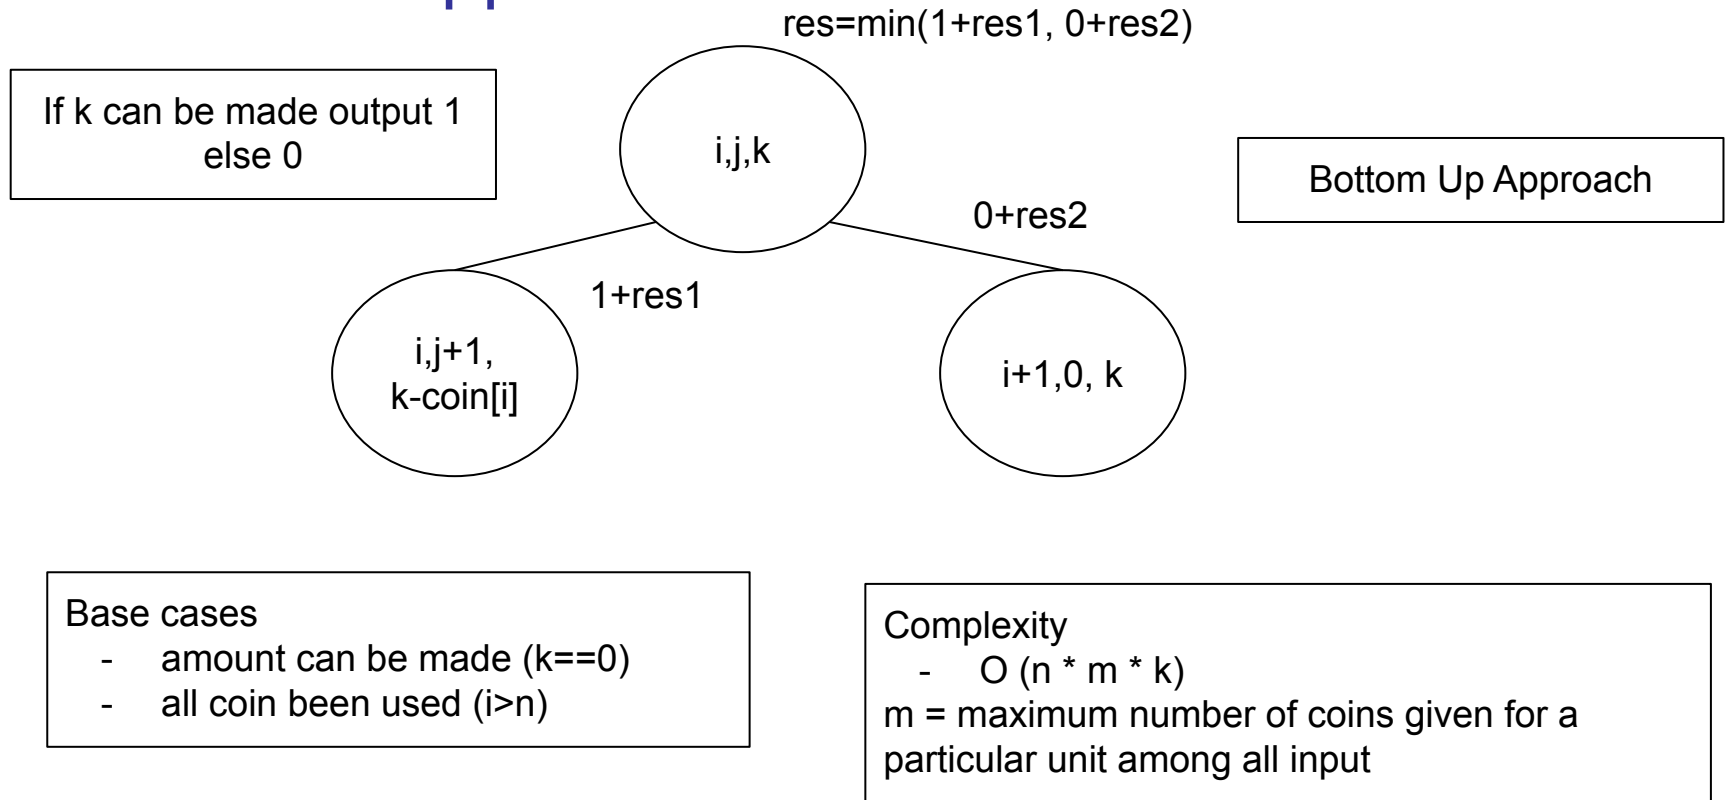 res=min(1+res1, 0+res2)
If k can be made output 1
else 0
i,j,k
Bottom Up Approach
0+res2
1+res1
i,j+1,
k-coin[i]
i+1,0, k
Base cases
- amount can be made (k==0)
- all coin been used (i>n)
Complexity
- O (n * m * k)
m = maximum number of coins given for a
particular unit among all input